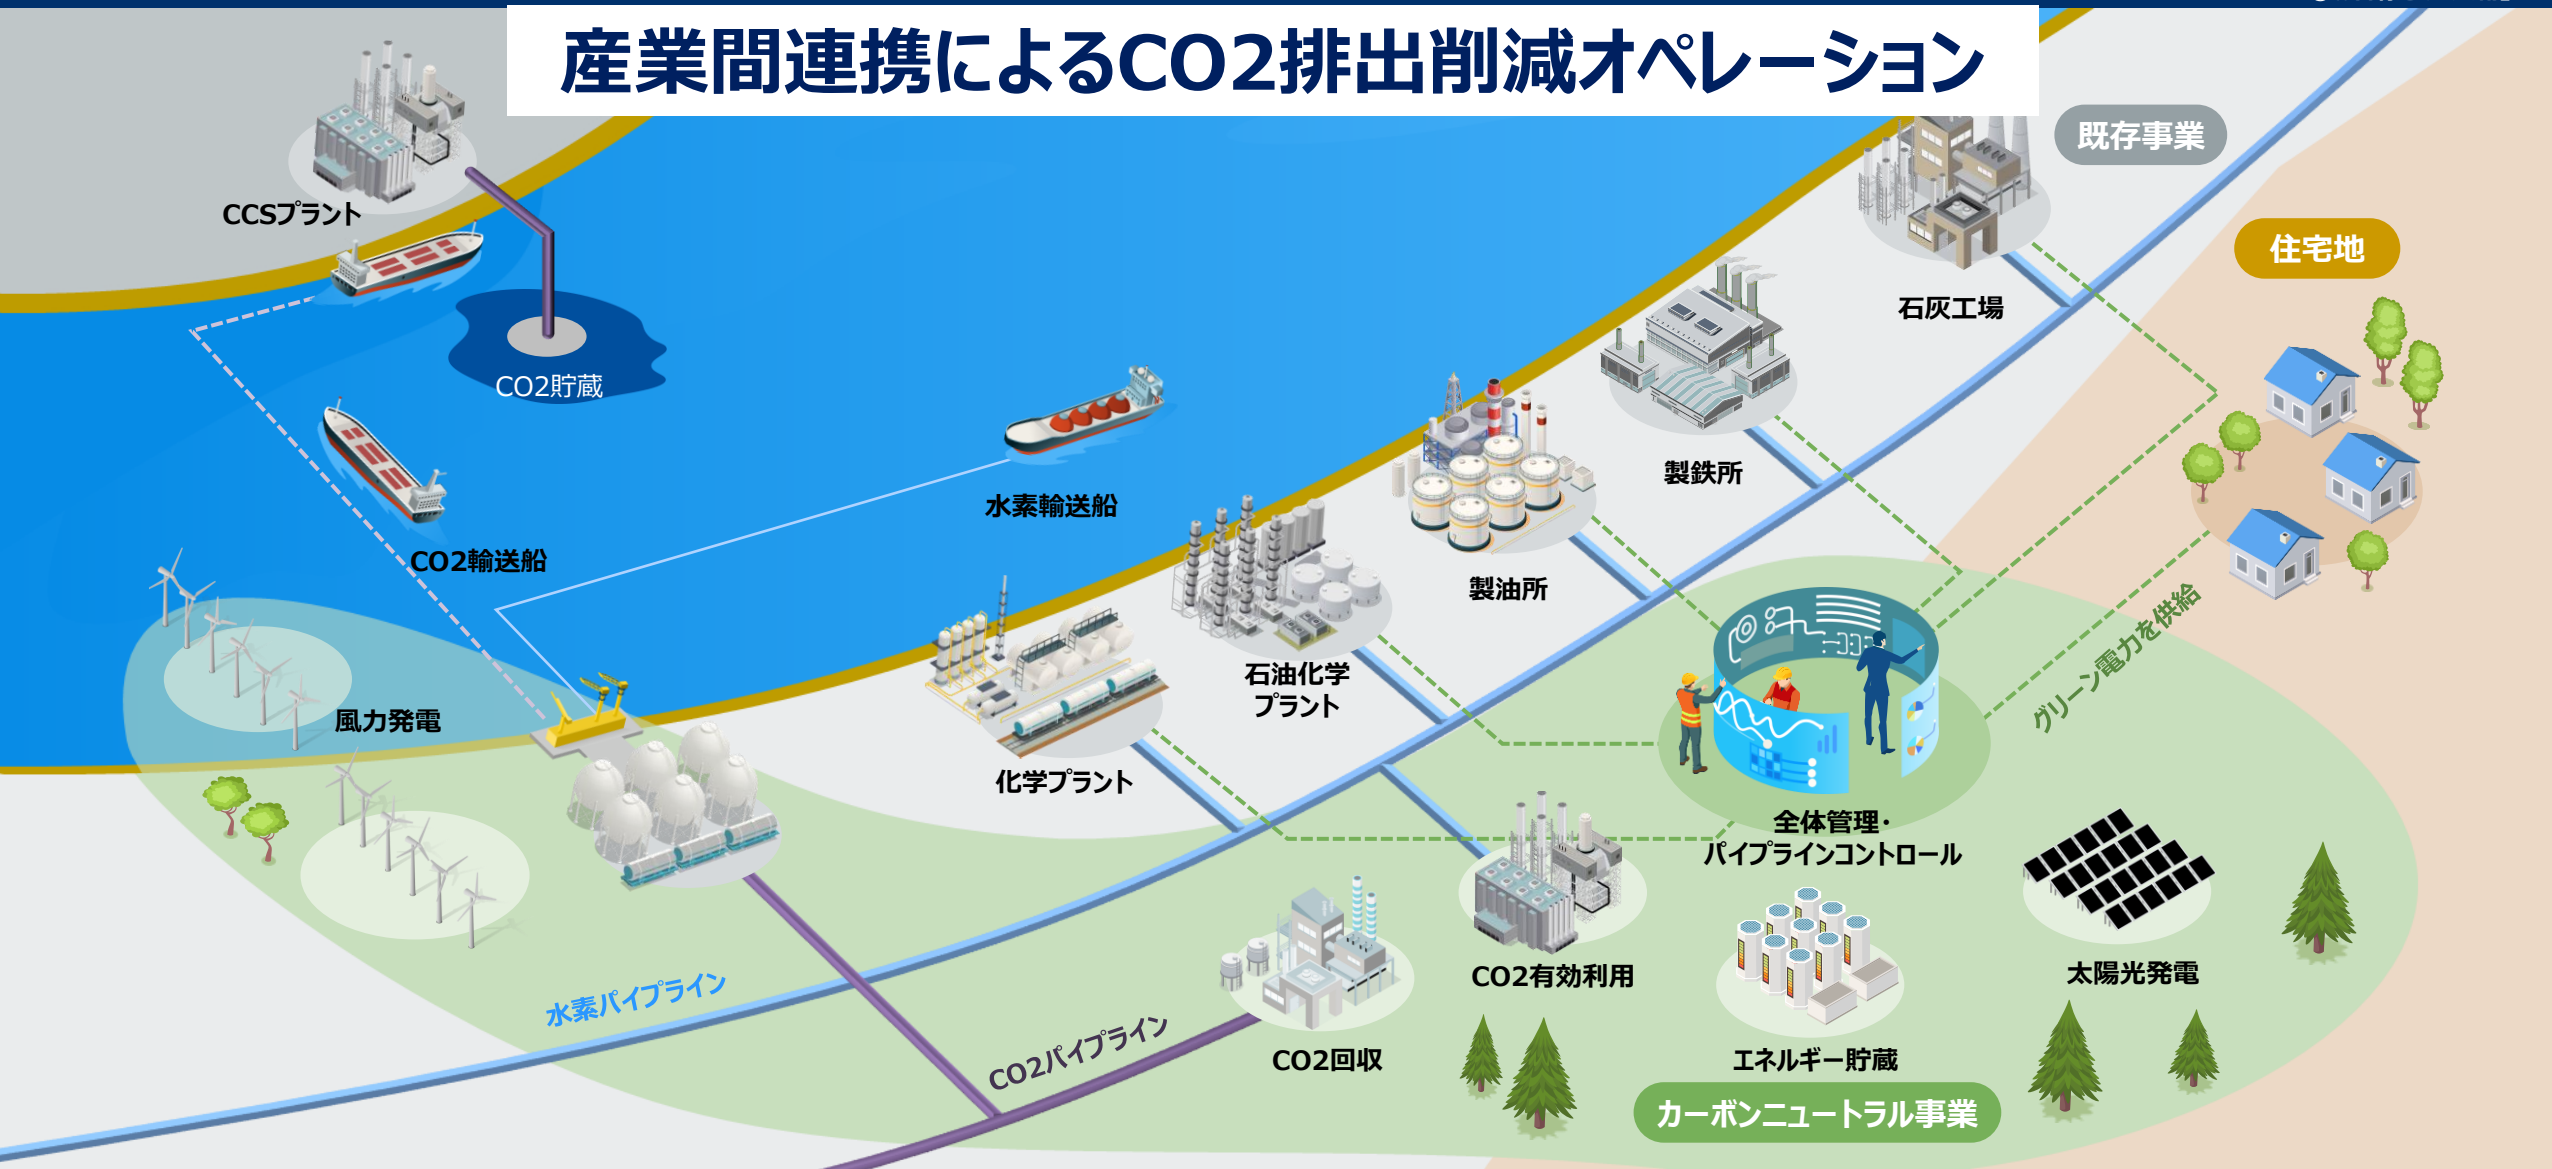 産業間連携によるCO2排出削減オペレーション
既存事業
住宅地
CCSプラント
CO2貯蔵
石灰工場
製鉄所
水素輸送船
CO2輸送船
製油所
グリーン電力を供給
石油化学
プラント
風力発電
化学プラント
全体管理・
パイプラインコントロール
水素パイプライン
CO2パイプライン
CO2有効利用
太陽光発電
CO2回収
エネルギー貯蔵
カーボンニュートラル事業